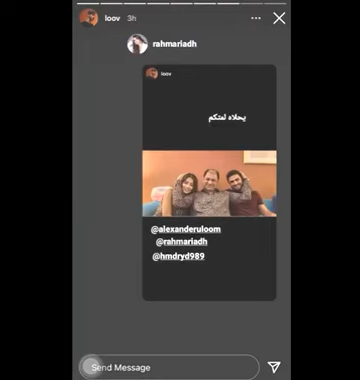 loov 3h
rahmariadh
loov
يحلاه لمتكم
@alexanderuloom
@rahmariadh
@hmdryd989
Send Message